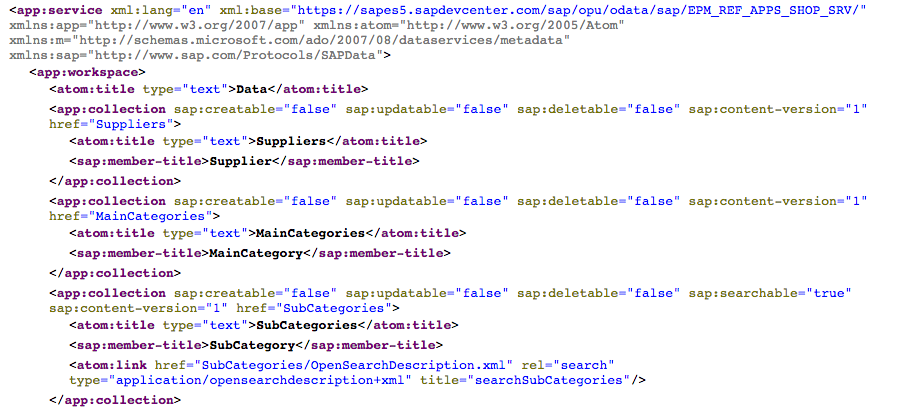 <app:service xml:lang="en" xml:base="https://sapes5.sapdevcenter.com/sap/opu/odata/sap/EPM_REF_APPS_SHOP_SRV/"
xmlns:app="http://www.w3.org/2007/app" xmlns:atom="http://www.w3.org/2005/Atom"
xmlns:m="http://schemas.microsoft.com/ado/2007/08/dataservices/metadata"
xmlns:sap="http://www.sap.com/Protocols/SAPData">
<app:workspace>
<atom:title type="text">Data</atom:title>
<app:collection sap:creatable="false" sap:updatable="false" sap:deletable="false" sap:content-version="1"
href="Suppliers">
<atom:title type="text">Suppliers</atom:title>
<sap:member-title>Supplier</sap:member-title>
</app:collection>
<app:collection sap:creatable="false" sap:updatable="false" sap:deletable="false" sap:content-version="1"
href="MainCategories">
<atom:title type="text">MainCategories</atom:title>
<sap:member-title>MainCategory</sap:member-title>
</app:collection>
<app:collection sap:creatable="false" sap:updatable="false" sap:deletable="false" sap:searchable="true"
sap:content-version="1" href="SubCategories">
<atom:title type="text">SubCategories</atom:title>
<sap:member-title>SubCategory</sap:member-title>
<atom:link href="SubCategories/OpenSearchDescription.xml" rel="search"
type="application/opensearchdescription+xml" title="searchSubCategories"/>
</app:collection>